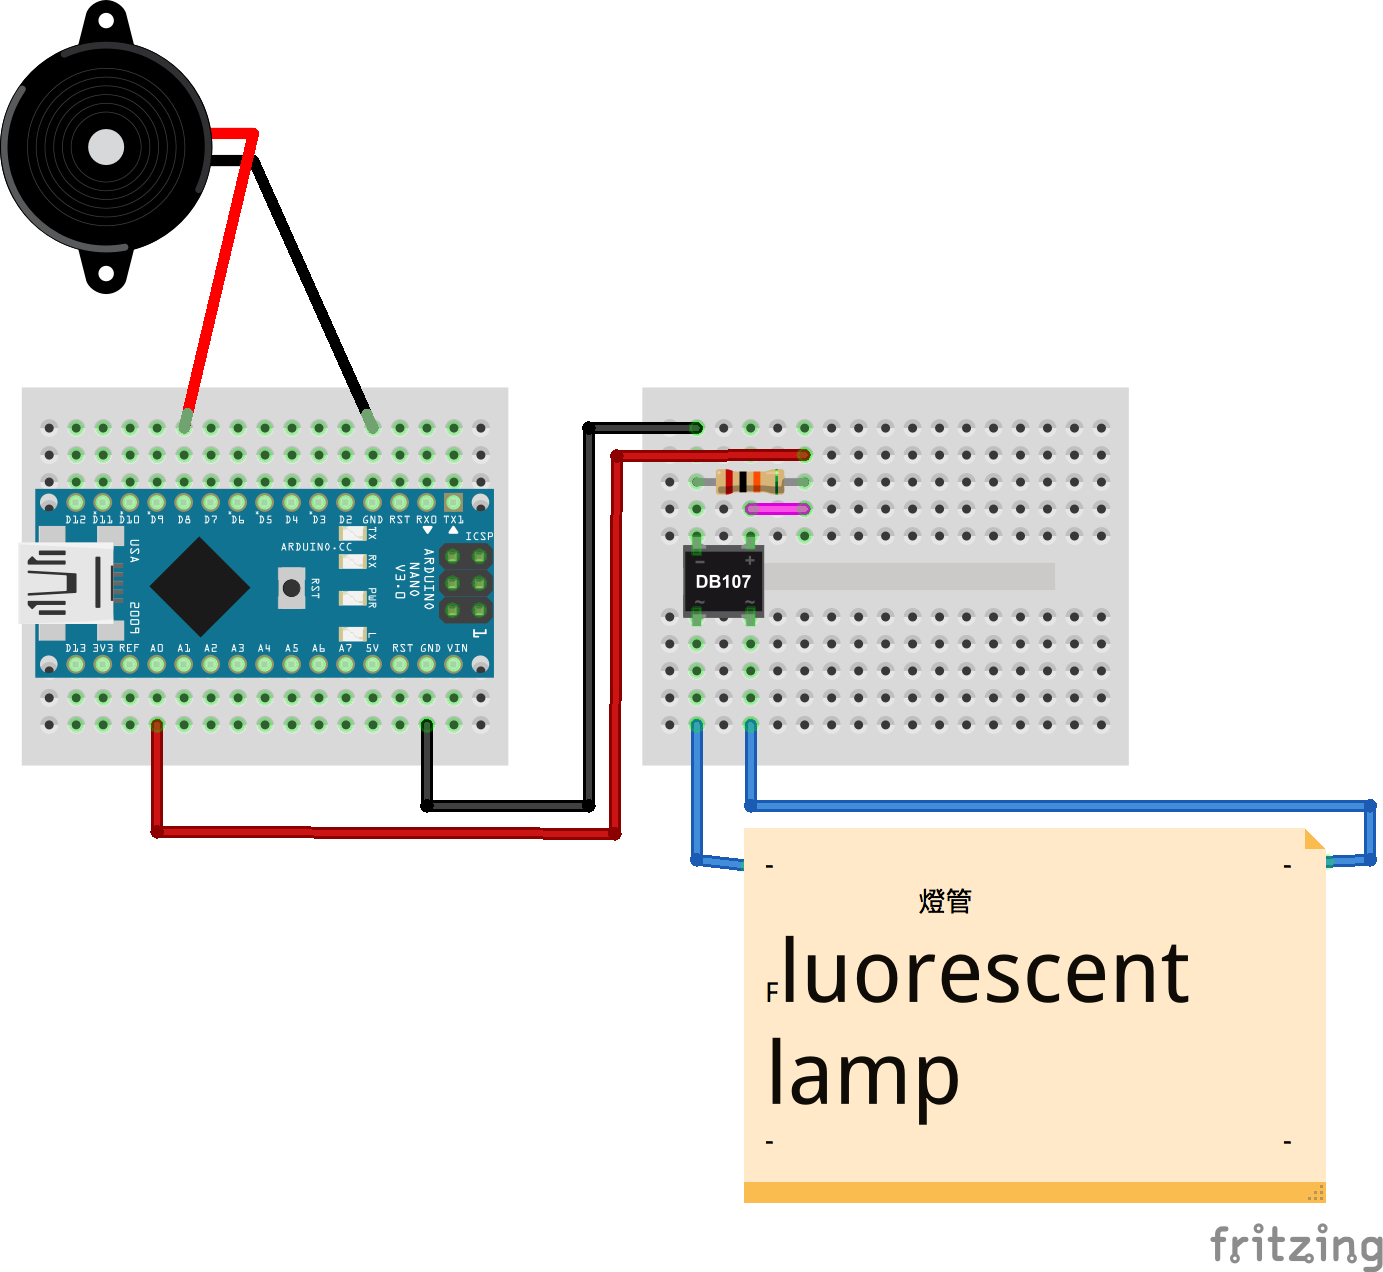 D12 D11 D10 D9 D8 D7 D6 D5 D4 D3 D2 GND RST RX0 TX1
ICSP
ARDUINO.CC
TX
RX
PWR
L
RST
ARDUINO
NANO
V3.0
USA
2009
1
D13 3V3 REF A0 A1 A2 A3 A4 A5 A6 A7 5V RST GND VIN
- +
DB107
~ ~
- -
燈管
Fluorescent
lamp
- -
fritzing